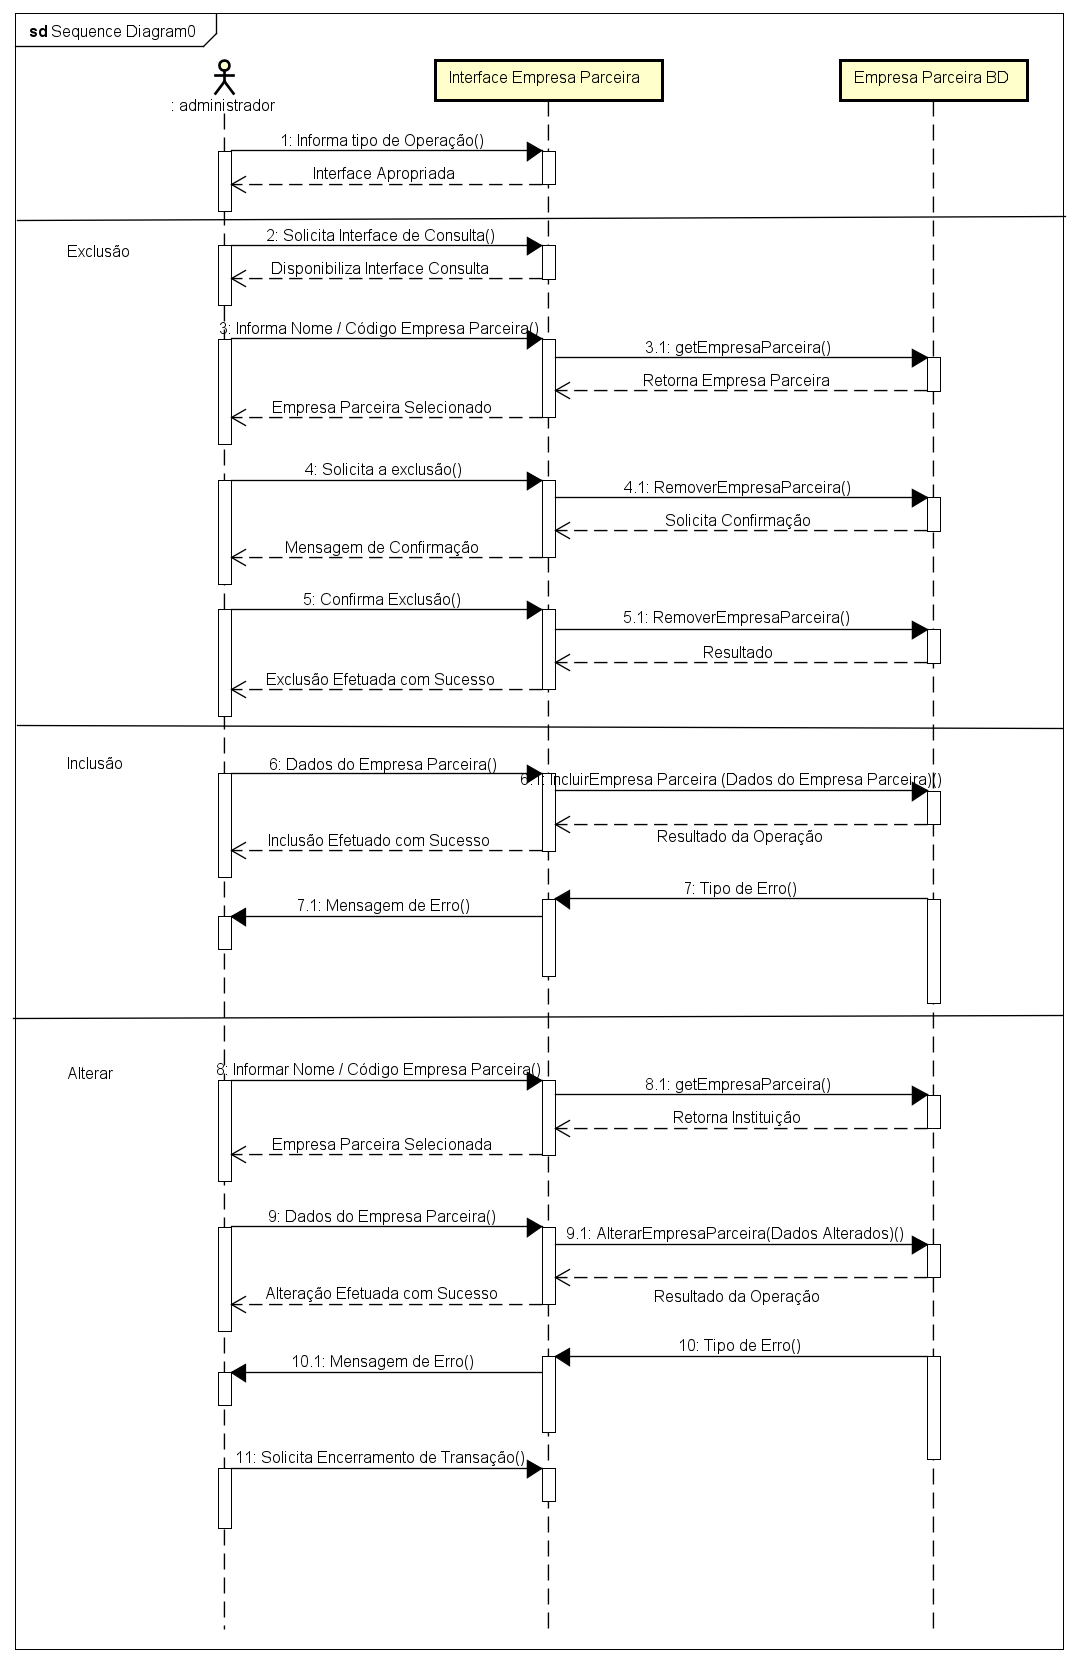 sd Sequence Diagram0
: administrador
Interface Empresa Parceira
Empresa Parceira BD
1: Informa tipo de Operação()
Interface Apropriada
Exclusão
2: Solicita Interface de Consulta()
Disponibiliza Interface Consulta
3: Informa Nome / Código Empresa Parceira()
3.1: getEmpresaParceira()
Retorna Empresa Parceira
Empresa Parceira Selecionado
4: Solicita a exclusão()
4.1: RemoverEmpresaParceira()
Solicita Confirmação
Mensagem de Confirmação
5: Confirma Exclusão()
5.1: RemoverEmpresaParceira()
Resultado
Exclusão Efetuada com Sucesso
Inclusão
6: Dados do Empresa Parceira()
6.1: IncluirEmpresa Parceira (Dados do Empresa Parceira)()
Resultado da Operação
Inclusão Efetuado com Sucesso
7: Tipo de Erro()
7.1: Mensagem de Erro()
Alterar
8: Informar Nome / Código Empresa Parceira()
8.1: getEmpresaParceira()
Retorna Instituição
Empresa Parceira Selecionada
9: Dados do Empresa Parceira()
9.1: AlterarEmpresaParceira(Dados Alterados)()
Resultado da Operação
Alteração Efetuada com Sucesso
10: Tipo de Erro()
10.1: Mensagem de Erro()
11: Solicita Encerramento de Transação()